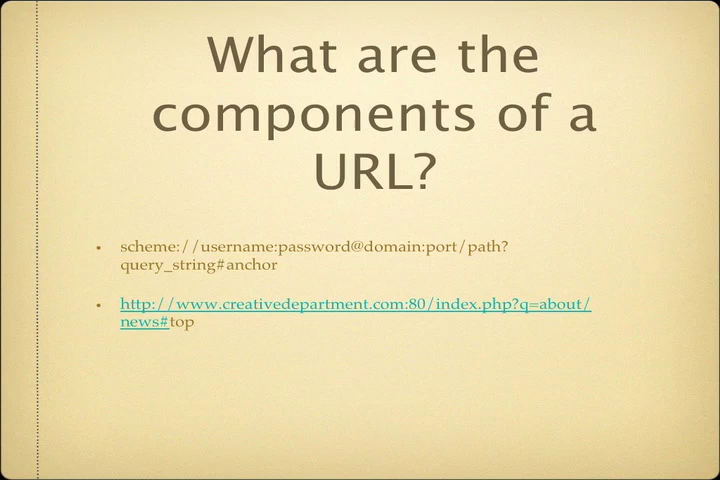 What are the
components of a
URL?
• scheme://username:password@domain:port/path?
query_string#anchor
• http://www.creativedepartment.com:80/index.php?q=about/
news#top